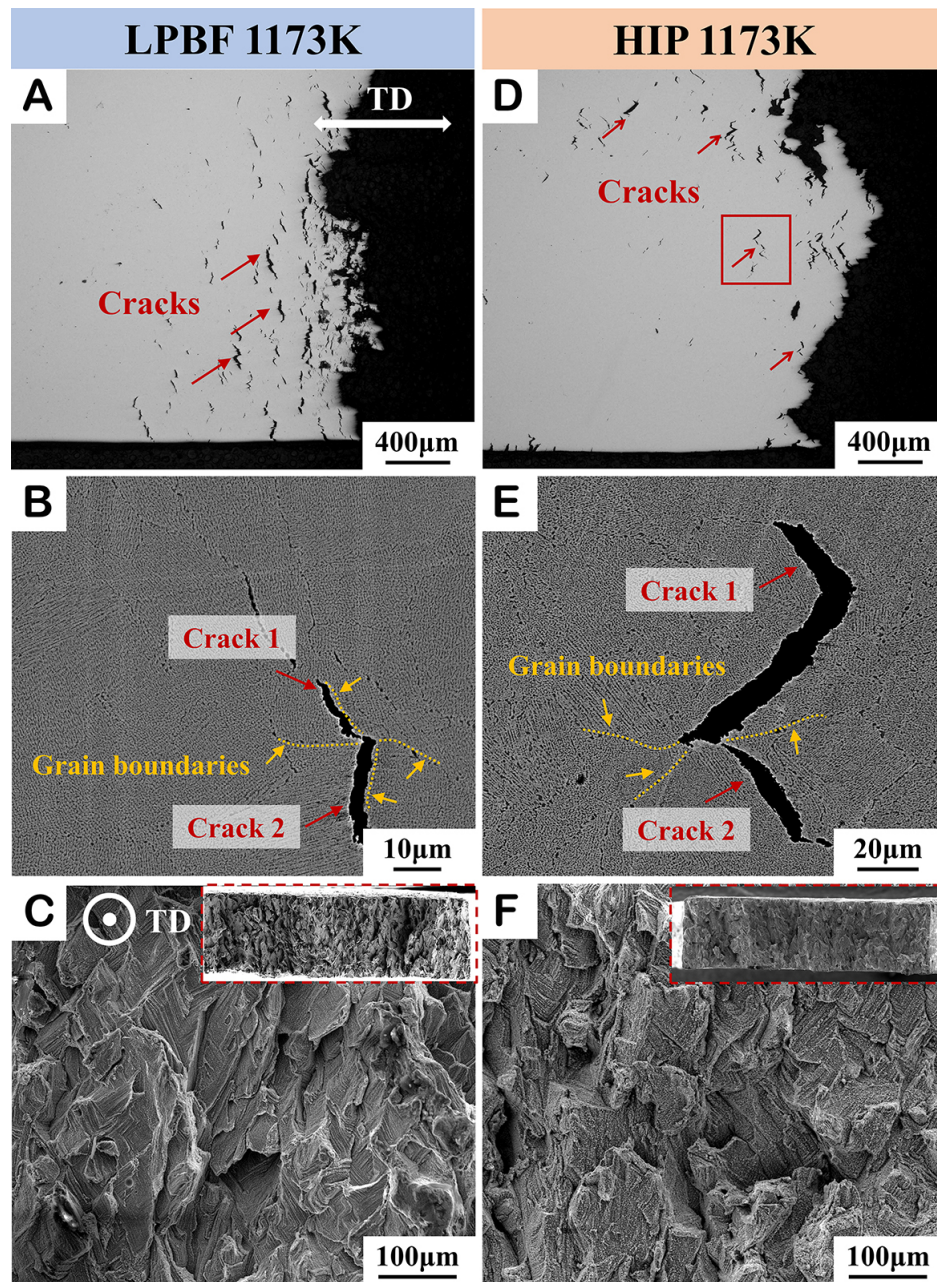 LPBF 1173K
HIP 1173K
A
TD
Cracks
400μm
D
Cracks
400μm
B
Crack 1
Grain boundaries
Crack 2
10μm
E
Crack 1
Grain boundaries
Crack 2
20μm
C
TD
100μm
F
100μm